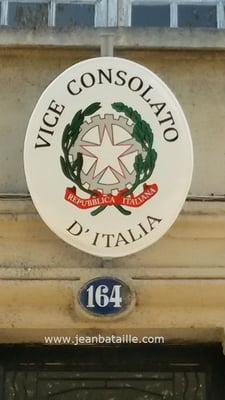 VICE CONSOLATO
REPUBBLICA ITALIANA
D'ITALIA
164
www.jeanbataille.com